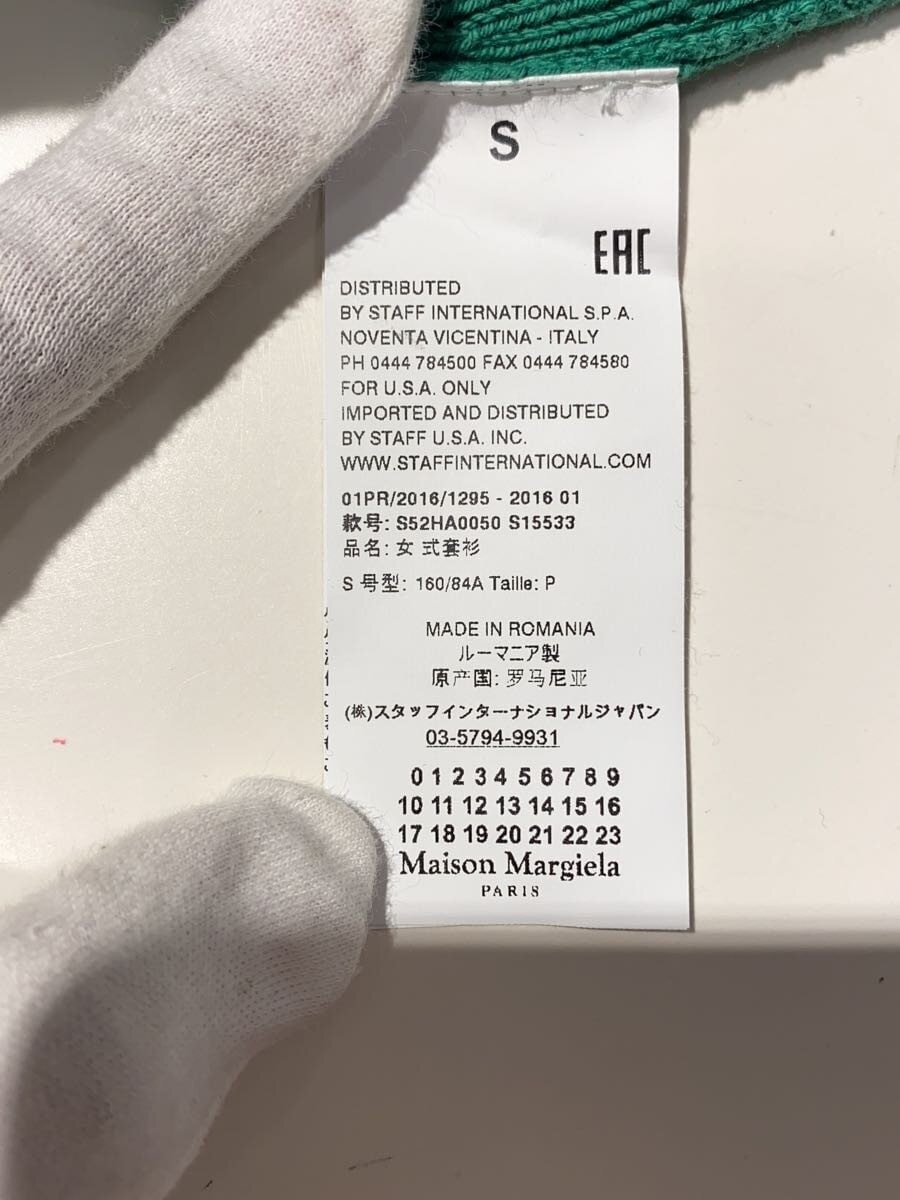 S
EAC
DISTRIBUTED
BY STAFF INTERNATIONAL S.P.A.
NOVENTA VICENTINA - ITALY
PH 0444 784500 FAX 0444 784580
FOR U.S.A. ONLY
IMPORTED AND DISTRIBUTED
BY STAFF U.S.A. INC.
WWW.STAFFINTERNATIONAL.COM
01PR/2016/1295 - 2016 01
款号: S52HA0050 S15533
品名: 女 式套衫
S 号型: 160/84A Taille: P
MADE IN ROMANIA
ルーマニア製
原产国: 罗马尼亚
(株)スタッフインターナショナルジャパン
03-5794-9931
0 1 2 3 4 5 6 7 8 9
10 11 12 13 14 15 16
17 18 19 20 21 22 23
Maison Margiela
PARIS